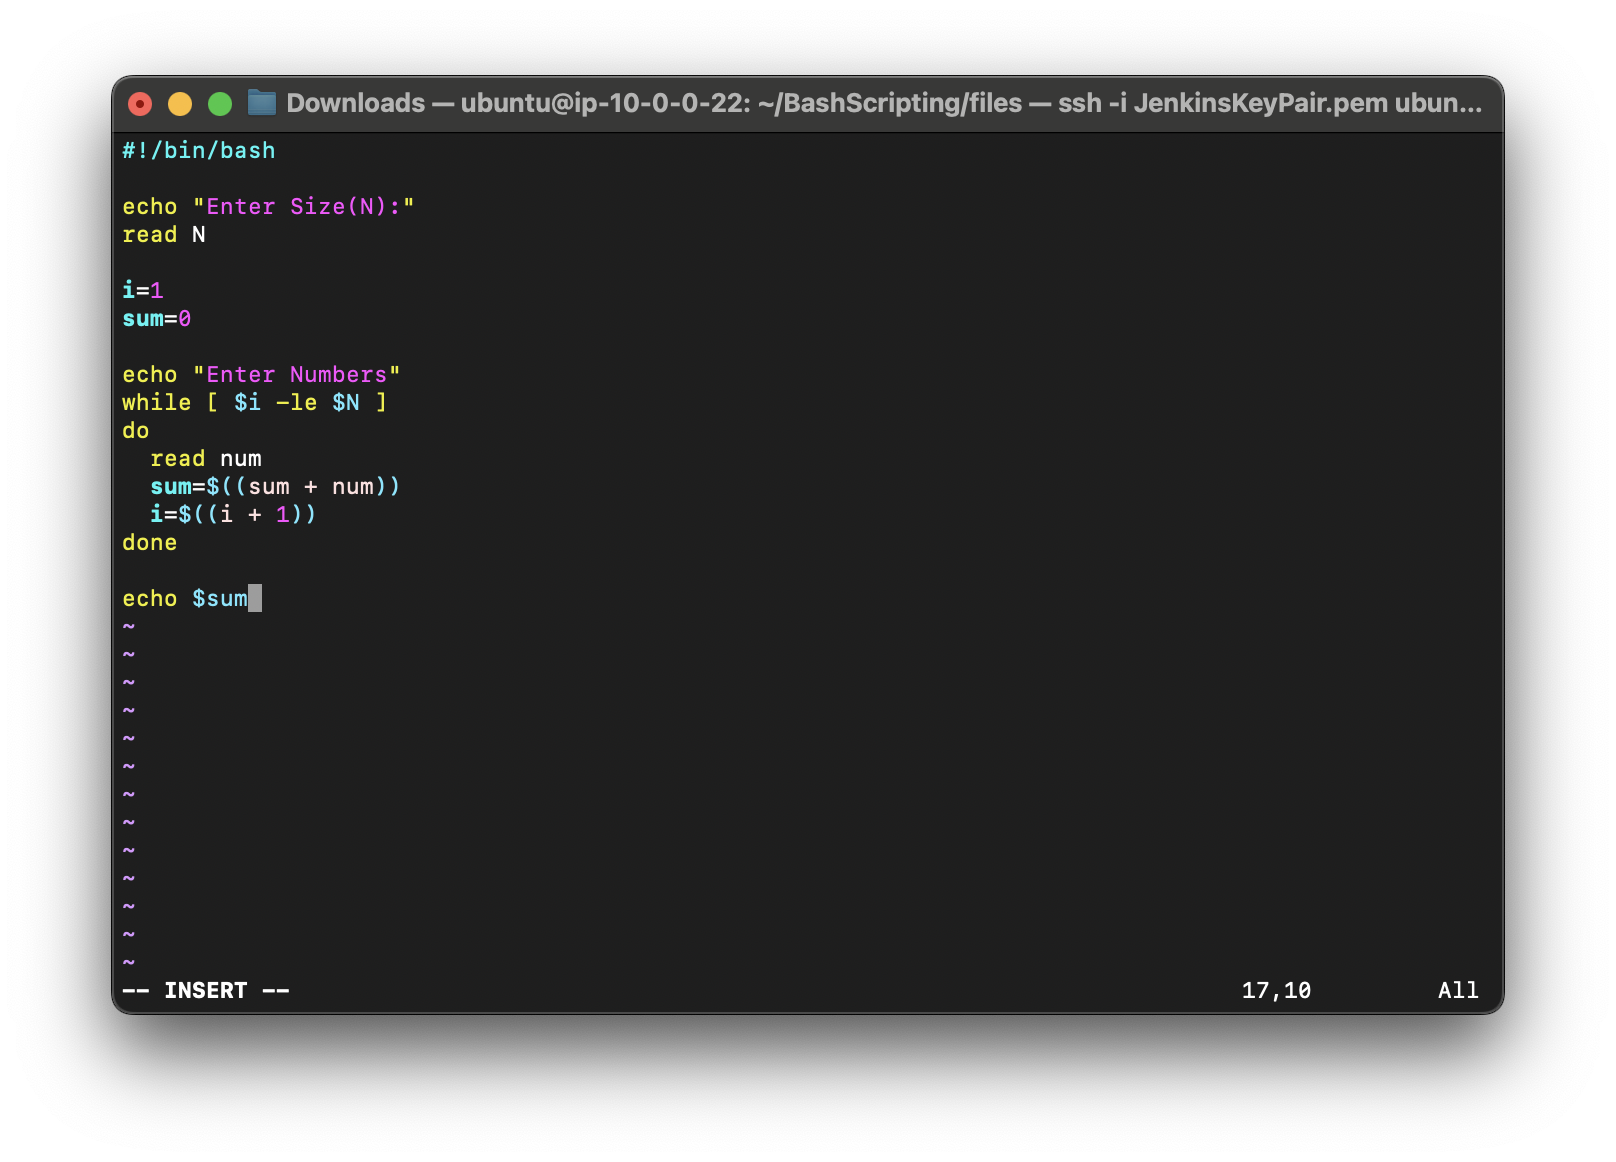 Downloads — ubuntu@ip-10-0-0-22: ~/BashScripting/files — ssh -i JenkinsKeyPair.pem ubun...
#!/bin/bash

echo "Enter Size(N):"
read N

i=1
sum=0

echo "Enter Numbers"
while [ $i -le $N ]
do
  read num
  sum=$((sum + num))
  i=$((i + 1))
done

echo $sum
~
~
~
~
~
~
~
~
~
~
~
~
~
-- INSERT -- 17,10 All